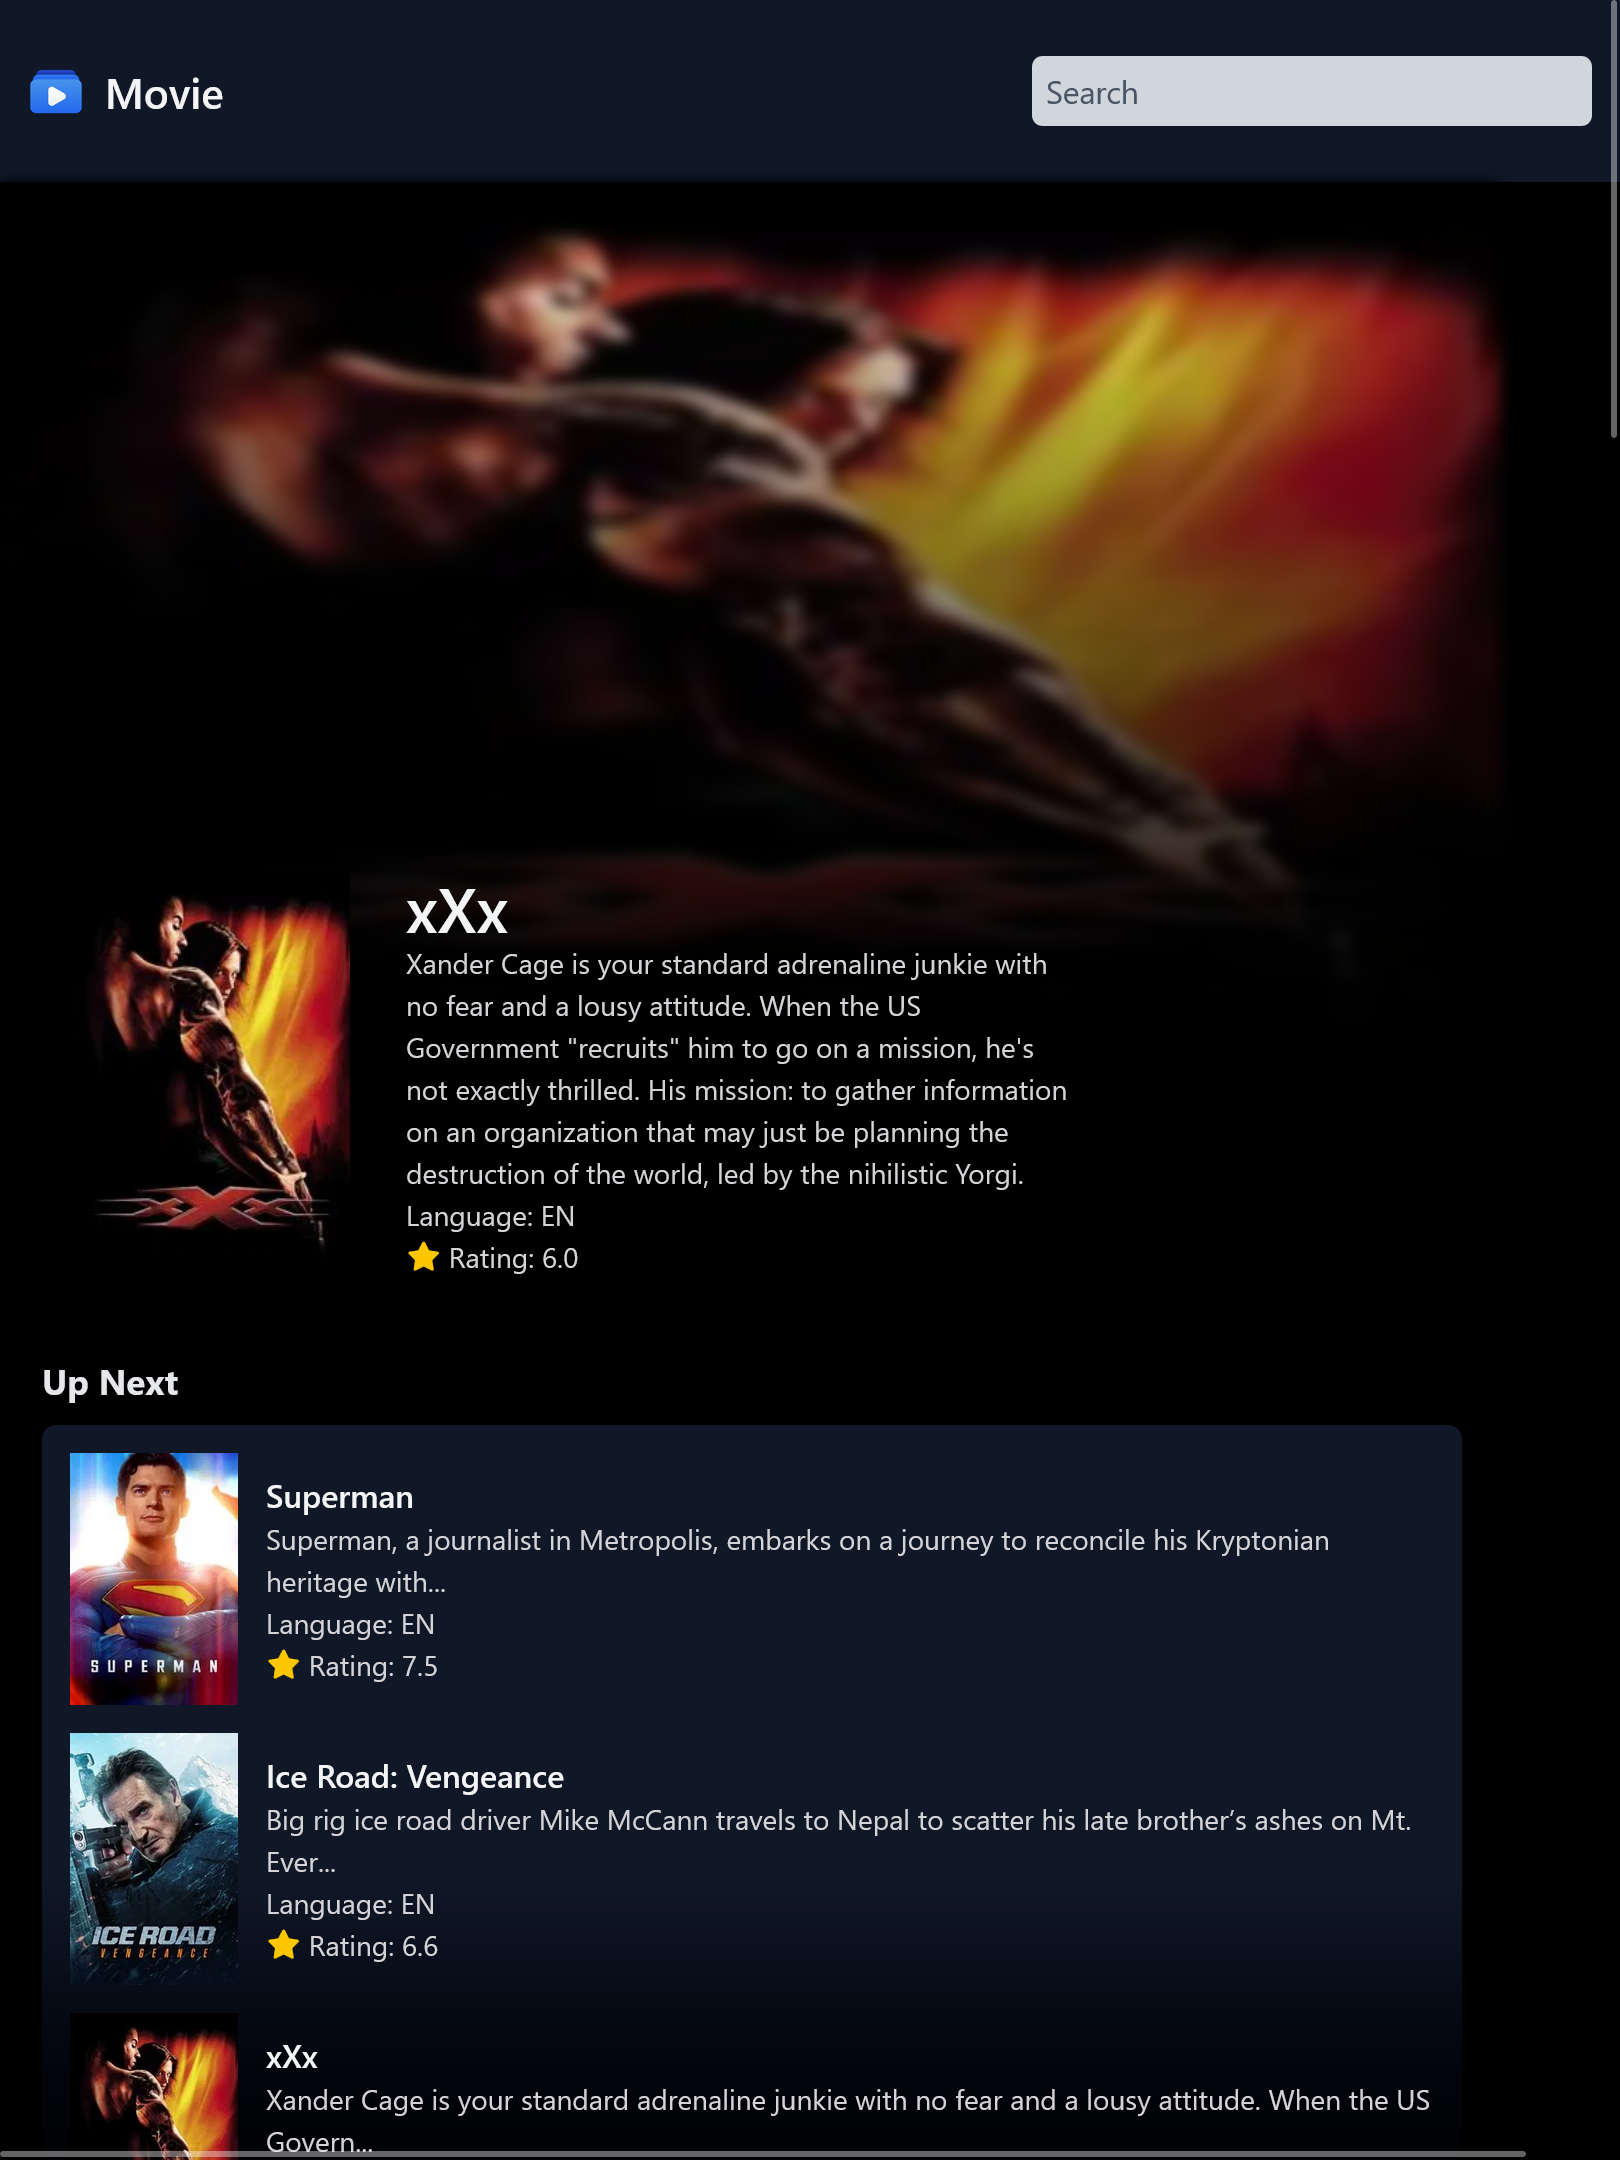 Movie
Search
xXx
Xander Cage is your standard adrenaline junkie with
no fear and a lousy attitude. When the US
Government "recruits" him to go on a mission, he's
not exactly thrilled. His mission: to gather information
on an organization that may just be planning the
destruction of the world, led by the nihilistic Yorgi.
Language: EN
Rating: 6.0
xXx
Up Next
Superman
Superman, a journalist in Metropolis, embarks on a journey to reconcile his Kryptonian
heritage with...
Language: EN
Rating: 7.5
SUPERMAN
Ice Road: Vengeance
Big rig ice road driver Mike McCann travels to Nepal to scatter his late brother’s ashes on Mt.
Ever...
Language: EN
Rating: 6.6
ICE ROAD
VENGEANCE
xXx
Xander Cage is your standard adrenaline junkie with no fear and a lousy attitude. When the US
Govern...